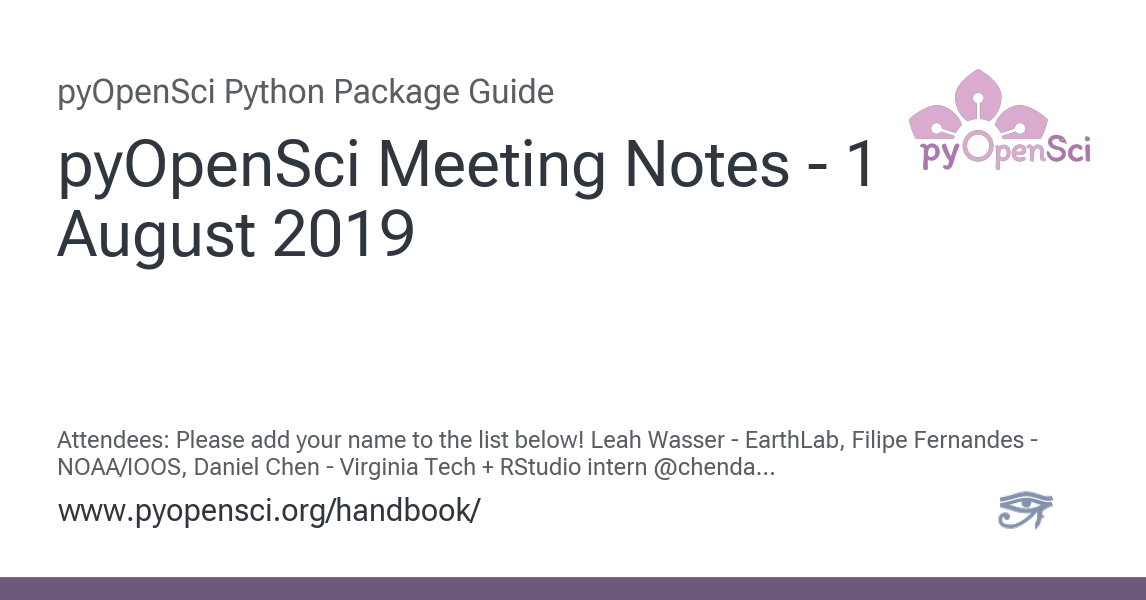 pyOpenSci Python Package Guide
pyOpenSci Meeting Notes - 1
August 2019
pyOpenSci
Attendees: Please add your name to the list below! Leah Wasser - EarthLab, Filipe Fernandes -
NOAA/IOOS, Daniel Chen - Virginia Tech + RStudio intern @chenda...
www.pyopensci.org/handbook/